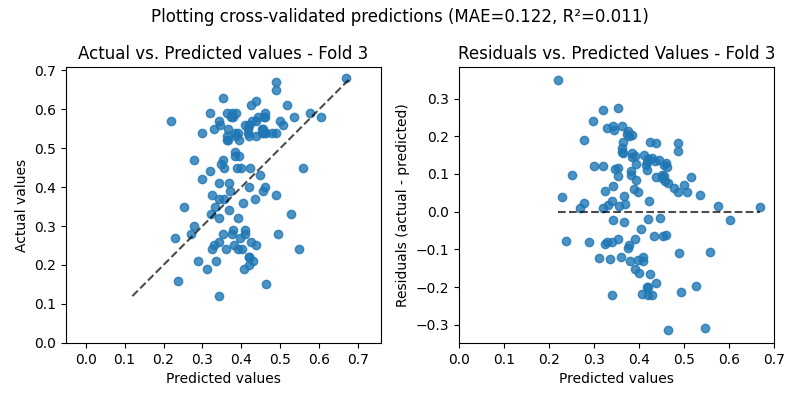 Plotting cross-validated predictions (MAE=0.122, R²=0.011)
Actual vs. Predicted values - Fold 3
Actual values
0.7
0.6
0.5
0.4
0.3
0.2
0.1
0.0
0.0 0.1 0.2 0.3 0.4 0.5 0.6 0.7
Predicted values
Residuals vs. Predicted Values - Fold 3
Residuals (actual - predicted)
0.3
0.2
0.1
0.0
−0.1
−0.2
−0.3
0.0 0.1 0.2 0.3 0.4 0.5 0.6 0.7
Predicted values